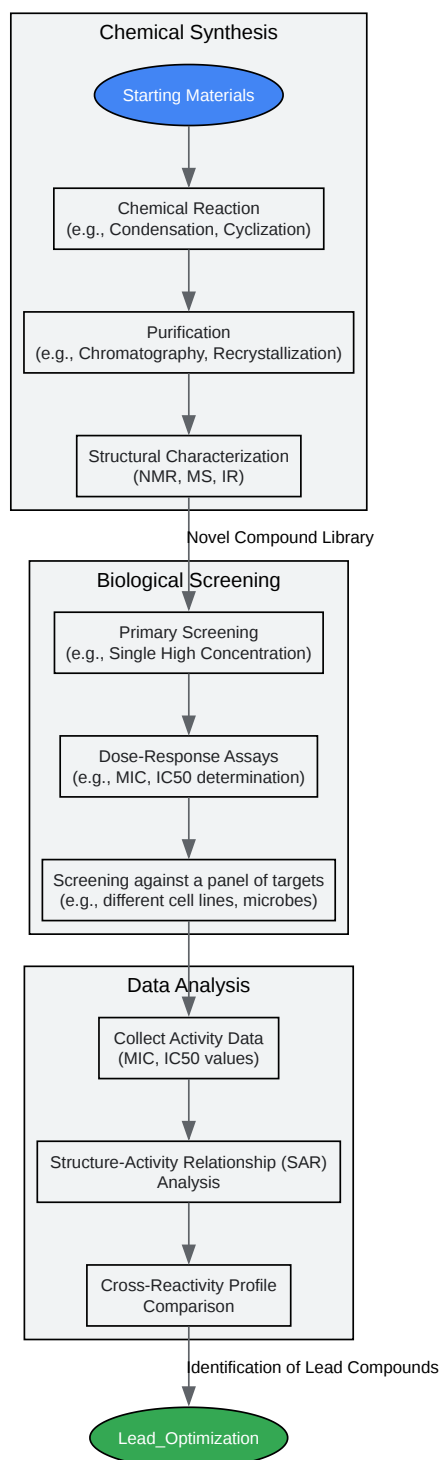 Chemical Synthesis
Starting Materials
Chemical Reaction
(e.g., Condensation, Cyclization)
Purification
(e.g., Chromatography, Recrystallization)
Structural Characterization
(NMR, MS, IR)
Novel Compound Library
Biological Screening
Primary Screening
(e.g., Single High Concentration)
Dose-Response Assays
(e.g., MIC, IC50 determination)
Screening against a panel of targets
(e.g., different cell lines, microbes)
Data Analysis
Collect Activity Data
(MIC, IC50 values)
Structure-Activity Relationship (SAR)
Analysis
Cross-Reactivity Profile
Comparison
Identification of Lead Compounds
Lead_Optimization